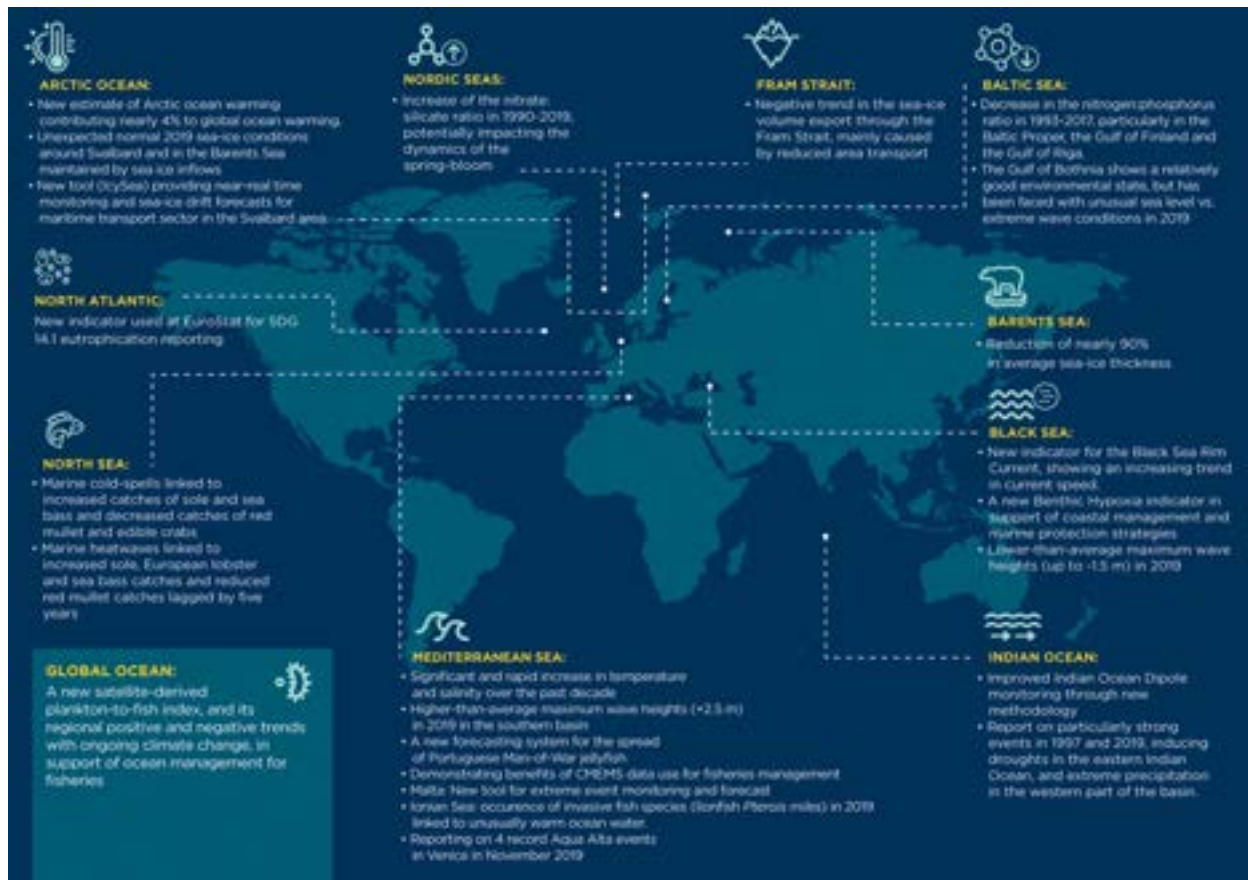 ARCTIC OCEAN:
• New estimate of Arctic ocean warming
contributing nearly 4% to global ocean warming.
• Unexpected normal 2019 sea-ice conditions
around Svalbard and in the Barents Sea
maintained by sea ice inflows
• New tool (IcySea) providing near-real time
monitoring and sea-ice drift forecasts for
maritime transport sector in the Svalbard area
NORDIC SEAS:
• Increase of the nitrate:
silicate ratio in 1990-2019,
potentially impacting the
dynamics of the
spring-bloom
FRAM STRAIT:
• Negative trend in the sea-ice
volume export through the
Fram Strait, mainly caused
by reduced area transport
BALTIC SEA:
• Decrease in the nitrogen:phosphorus
ratio in 1993-2017, particularly in the
Baltic Proper, the Gulf of Finland and
the Gulf of Riga.
• The Gulf of Bothnia shows a relatively
good environmental state, but has
been faced with unusual sea level vs.
extreme wave conditions in 2019
NORTH ATLANTIC:
New indicator used at EuroStat for SDG
14.1 eutrophication reporting
BARENTS SEA:
• Reduction of nearly 90%
in average sea-ice thickness
NORTH SEA:
• Marine cold-spells linked to
increased catches of sole and sea
bass and decreased catches of red
mullet and edible crabs
• Marine heatwaves linked to
increased sole, European lobster
and sea bass catches and reduced
red mullet catches lagged by five
years
BLACK SEA:
• New indicator for the Black Sea Rim
Current, showing an increasing trend
in current speed.
• A new Benthic Hypoxia indicator in
support of coastal management and
marine protection strategies
• Lower-than-average maximum wave
heights (up to -1.5 m) in 2019
GLOBAL OCEAN:
A new satellite-derived
plankton-to-fish index, and its
regional positive and negative trends
with ongoing climate change, in
support of ocean management for
fisheries
MEDITERRANEAN SEA:
• Significant and rapid increase in temperature
and salinity over the past decade
• Higher-than-average maximum wave heights (+2.5 m)
in 2019 in the southern basin
• A new forecasting system for the spread
of Portuguese Man-of-War jellyfish
• Demonstrating benefits of CMEMS data use for fisheries management
• Malta: New tool for extreme event monitoring and forecast
• Ionian Sea: occurence of invasive fish species (lionfish Pterois miles) in 2019
linked to unusually warm ocean water.
• Reporting on 4 record Aqua Alta events
in Venice in November 2019
INDIAN OCEAN:
• Improved Indian Ocean Dipole
monitoring through new
methodology
• Report on particularly strong
events in 1997 and 2019, inducing
droughts in the eastern Indian
Ocean, and extreme precipitation
in the western part of the basin.